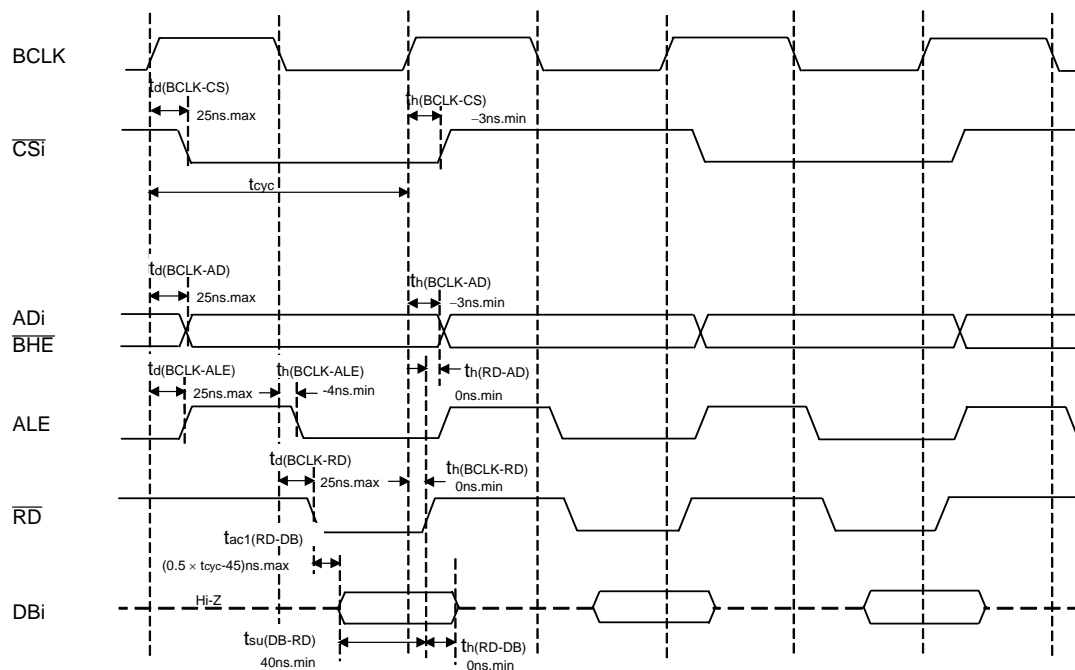 BCLK
td(BCLK-CS)
25ns.max
th(BCLK-CS)
−3ns.min
CSi
tcyc
td(BCLK-AD)
25ns.max
th(BCLK-AD)
−3ns.min
ADi
BHE
td(BCLK-ALE)
25ns.max
th(BCLK-ALE)
-4ns.min
th(RD-AD)
0ns.min
ALE
td(BCLK-RD)
25ns.max
th(BCLK-RD)
0ns.min
RD
tac1(RD-DB)
(0.5 × tcyc-45)ns.max
Hi-Z
DBi
tsu(DB-RD)
40ns.min
th(RD-DB)
0ns.min